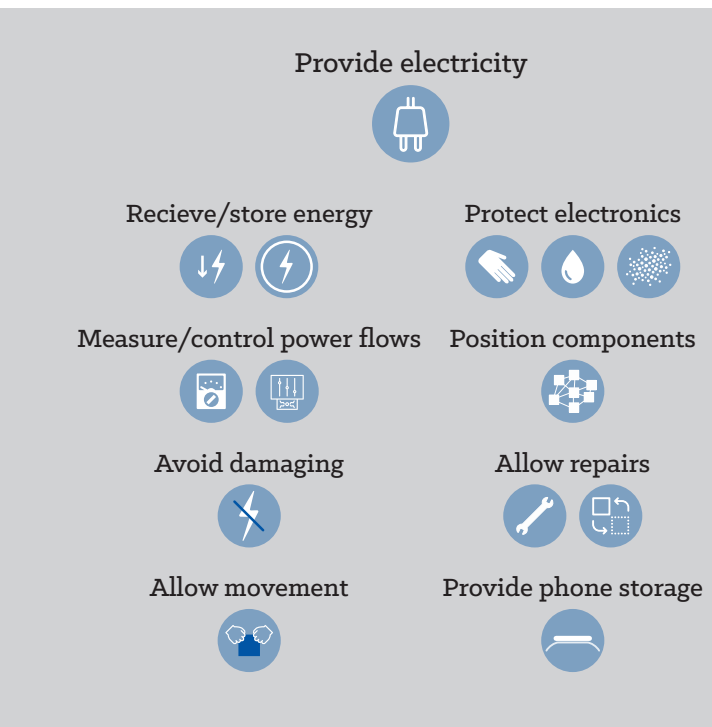 Provide electricity
Recieve/store energy
Protect electronics
Measure/control power flows
Position components
Avoid damaging
Allow repairs
Allow movement
Provide phone storage